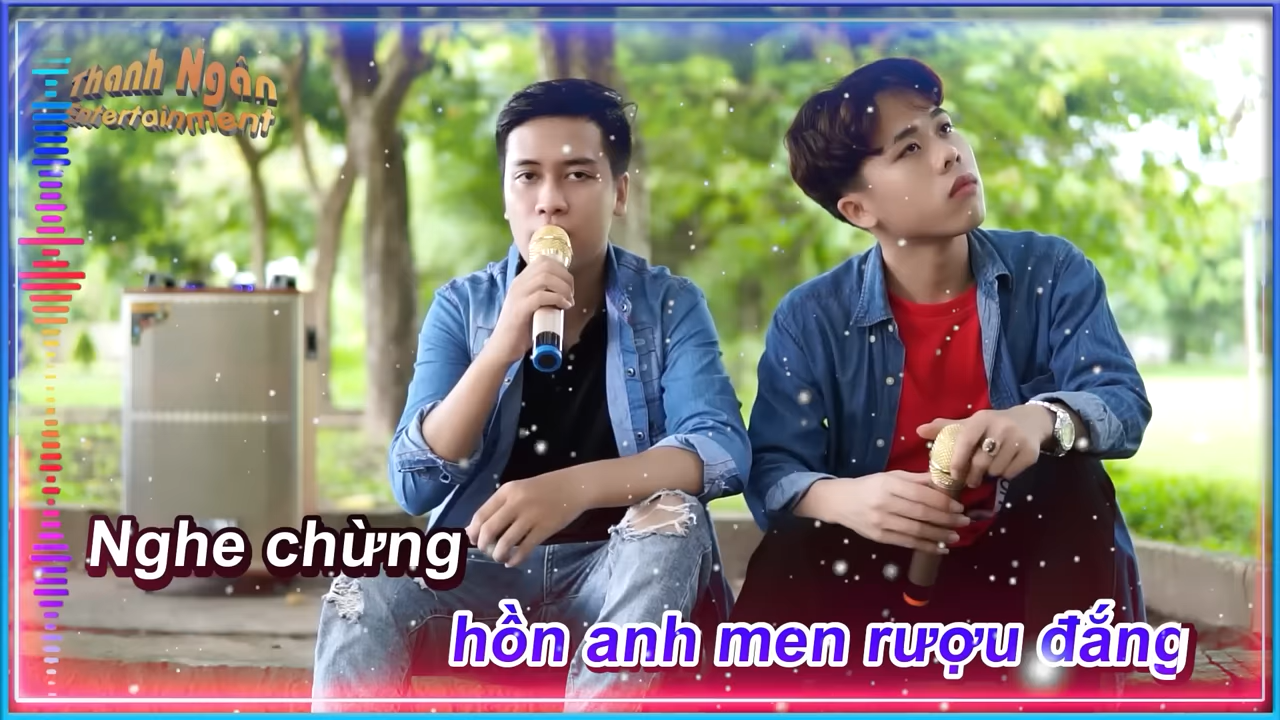 Thanh Ngân
Entertainment
Nghe chừng
hồn anh men rượu đắng